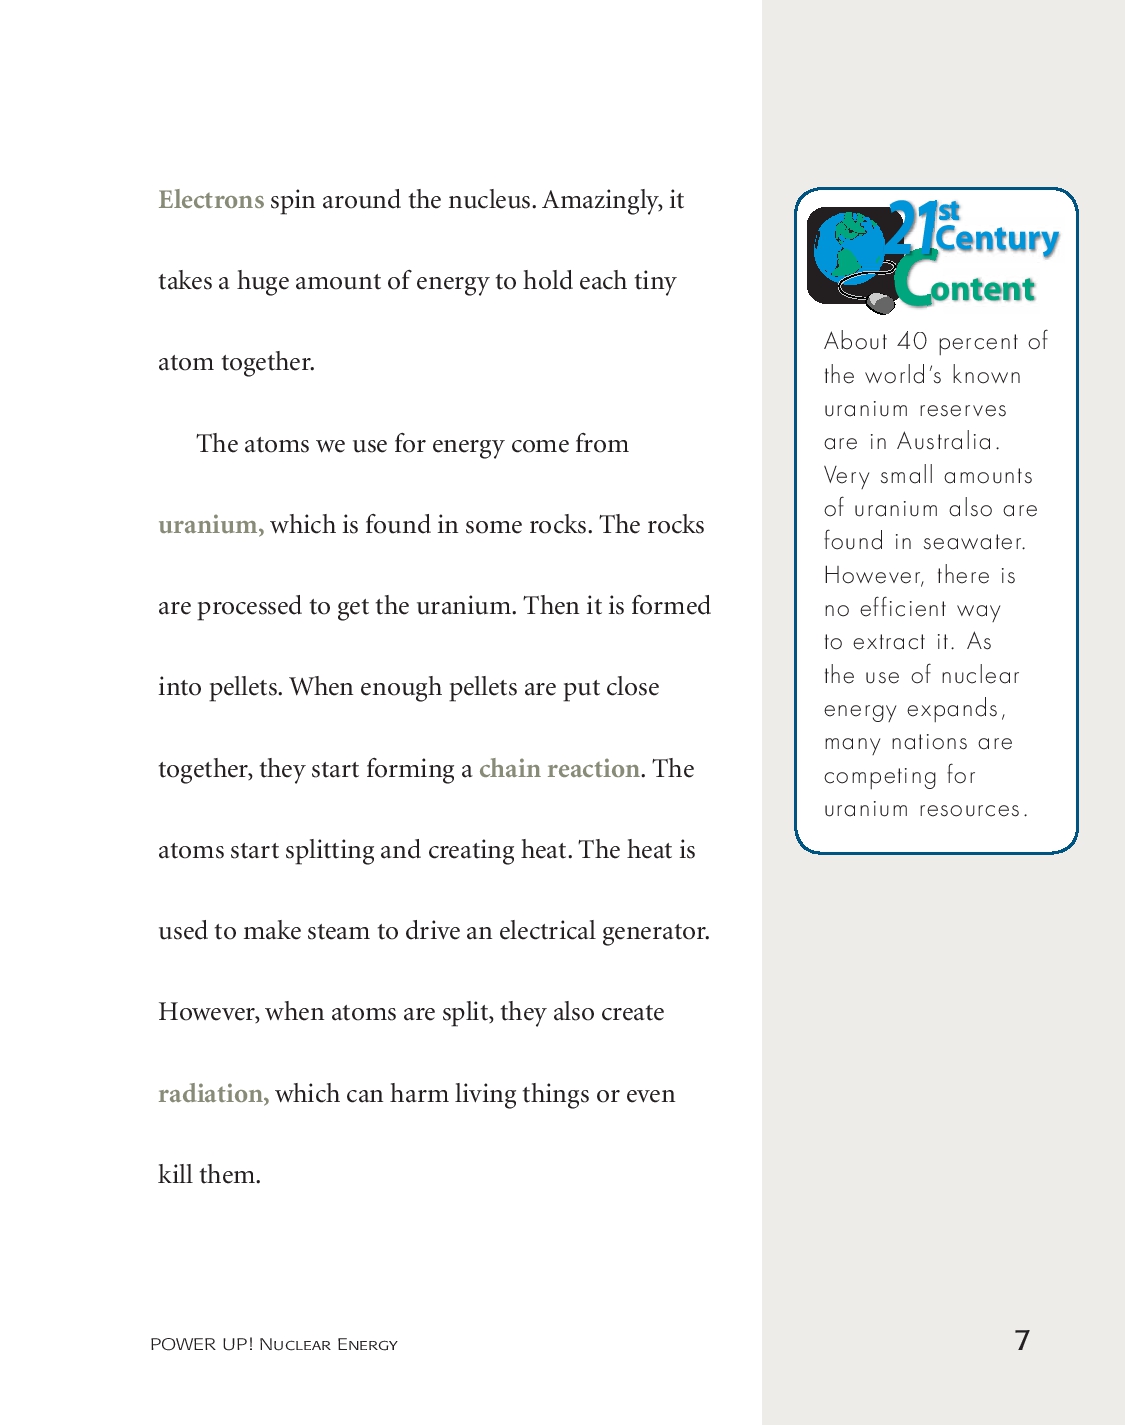 Electrons spin around the nucleus. Amazingly, it
takes a huge amount of energy to hold each tiny
atom together.
The atoms we use for energy come from
uranium, which is found in some rocks. The rocks
are processed to get the uranium. Then it is formed
into pellets. When enough pellets are put close
together, they start forming a chain reaction. The
atoms start splitting and creating heat. The heat is
used to make steam to drive an electrical generator.
However, when atoms are split, they also create
radiation, which can harm living things or even
kill them.
21st
Century
Content
About 40 percent of
the world’s known
uranium reserves
are in Australia.
Very small amounts
of uranium also are
found in seawater.
However, there is
no efficient way
to extract it. As
the use of nuclear
energy expands,
many nations are
competing for
uranium resources.
POWER UP! Nuclear Energy
7